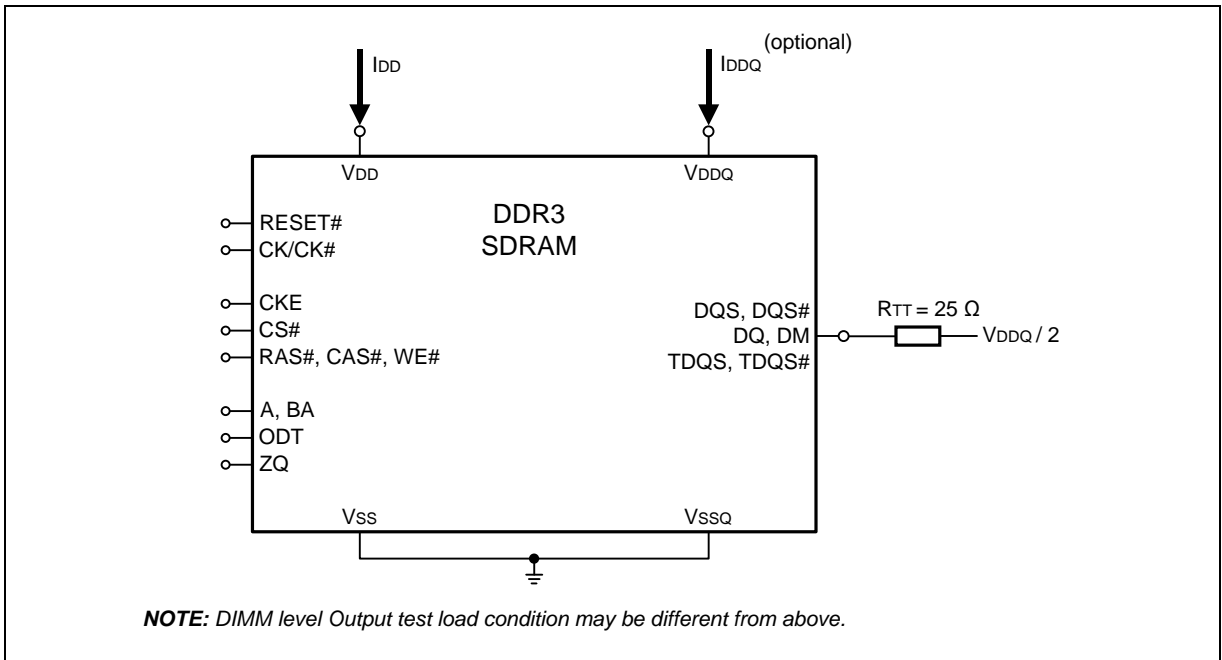 (optional)
IDD
IDDQ
VDD
VDDQ
DDR3
SDRAM
RESET#
CK/CK#
CKE
CS#
RAS#, CAS#, WE#
A, BA
ODT
ZQ
DQS, DQS#
DQ, DM
TDQS, TDQS#
RTT = 25 Ω
VDDQ / 2
VSS
VSSQ
NOTE: DIMM level Output test load condition may be different from above.